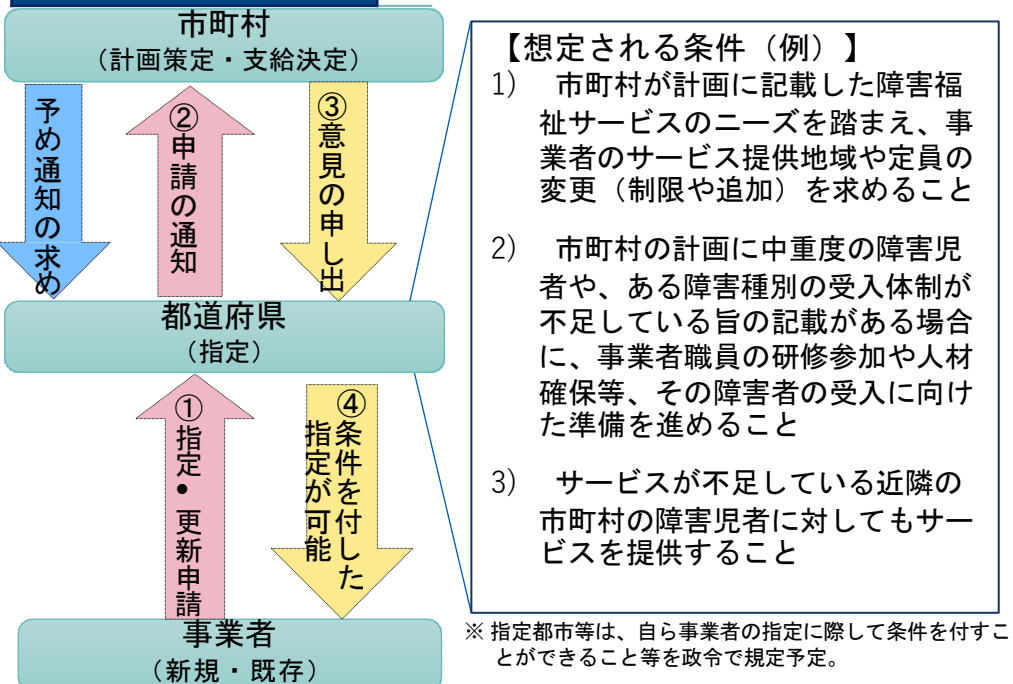 市町村
（計画策定・支給決定）
予め通知の求め
②申請の通知
③意見の申し出
都道府県
（指定）
①指定・更新申請
④条件を付した
指定が可能
事業者
（新規・既存）
【想定される条件（例）】
1)　市町村が計画に記載した障害福
祉サービスのニーズを踏まえ、事
業者のサービス提供地域や定員の
変更（制限や追加）を求めること
2)　市町村の計画に中重度の障害児
者や、ある障害種別の受入体制が
不足している旨の記載がある場合
に、事業者職員の研修参加や人材
確保等、その障害者の受入に向け
た準備を進めること
3)　サービスが不足している近隣の
市町村の障害児者に対してもサー
ビスを提供すること
※ 指定都市等は、自ら事業者の指定に際して条件を付すこ
とができること等を政令で規定予定。